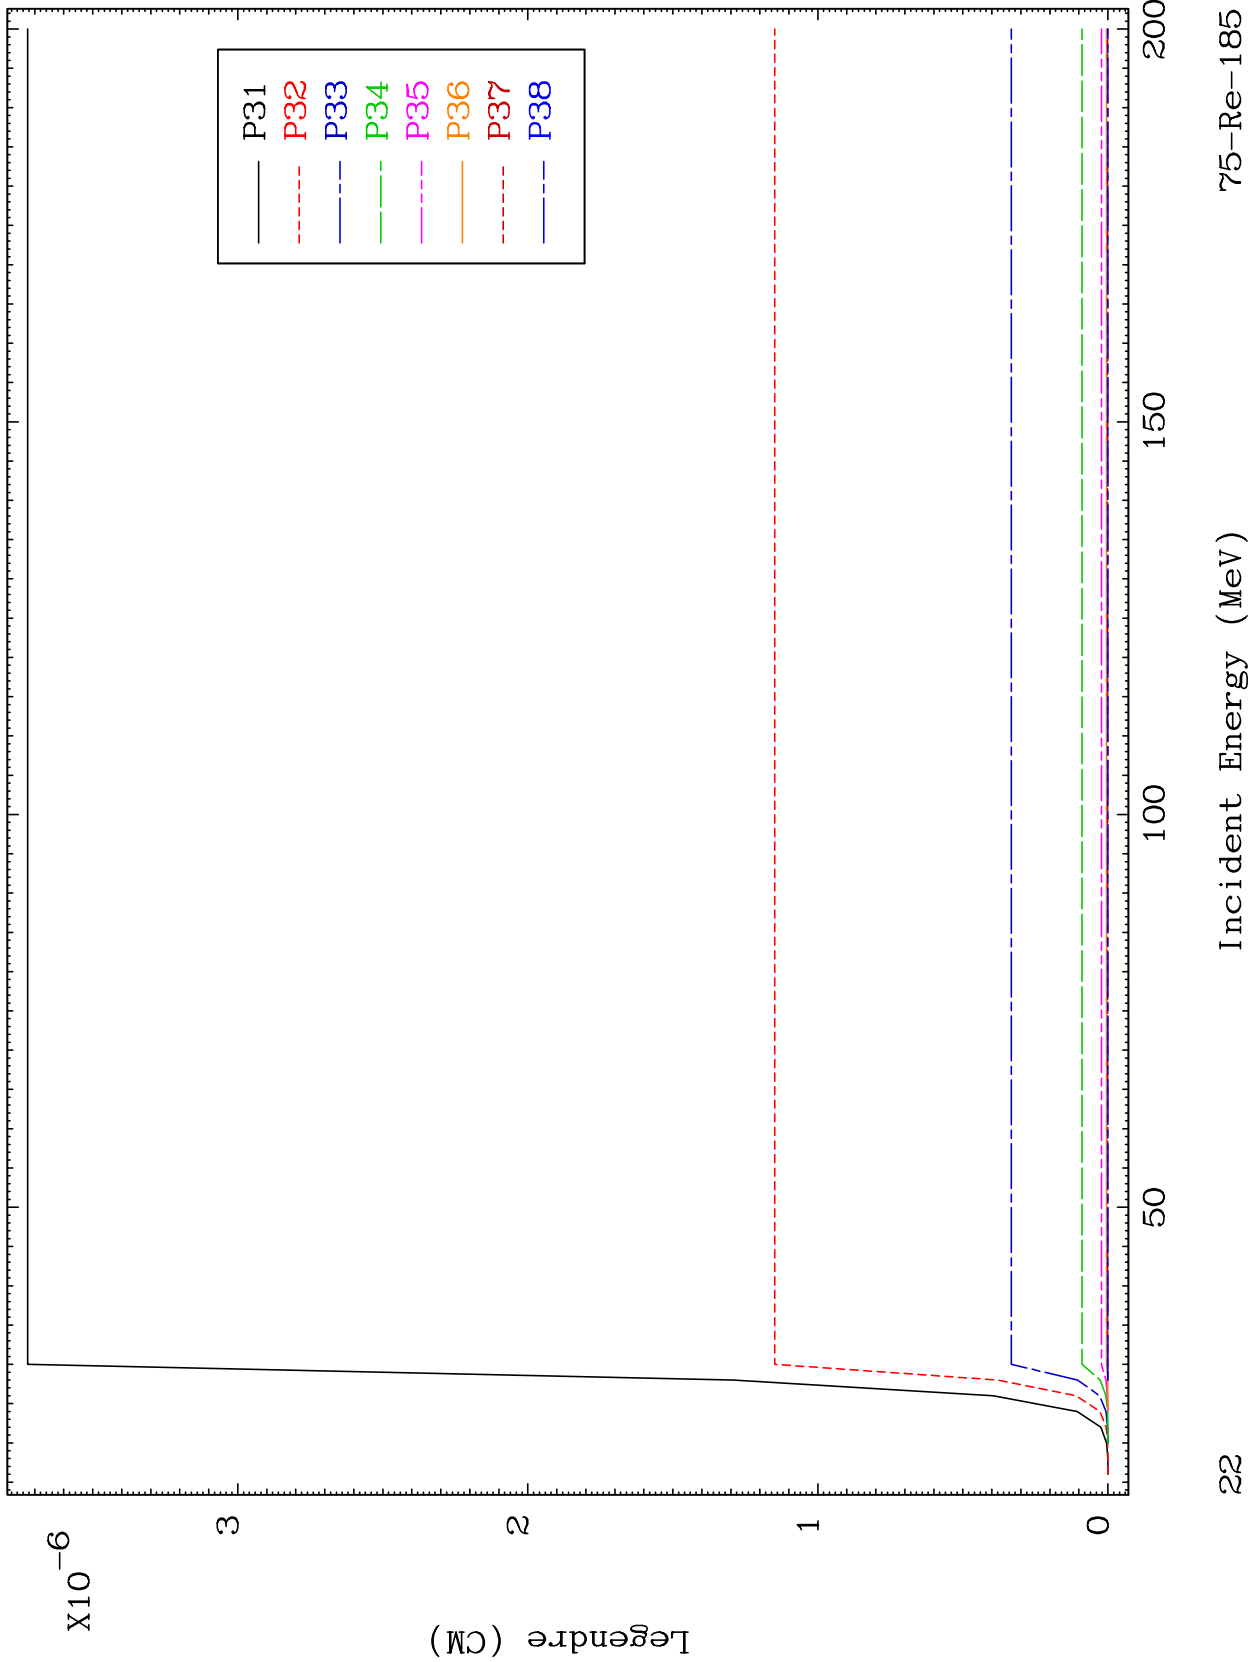 X10
-6
3
2
1
0
Legendre (CM)
P31
P32
P33
P34
P35
P36
P37
P38
50
100
150
200
Incident Energy (MeV)
22
75-Re-185